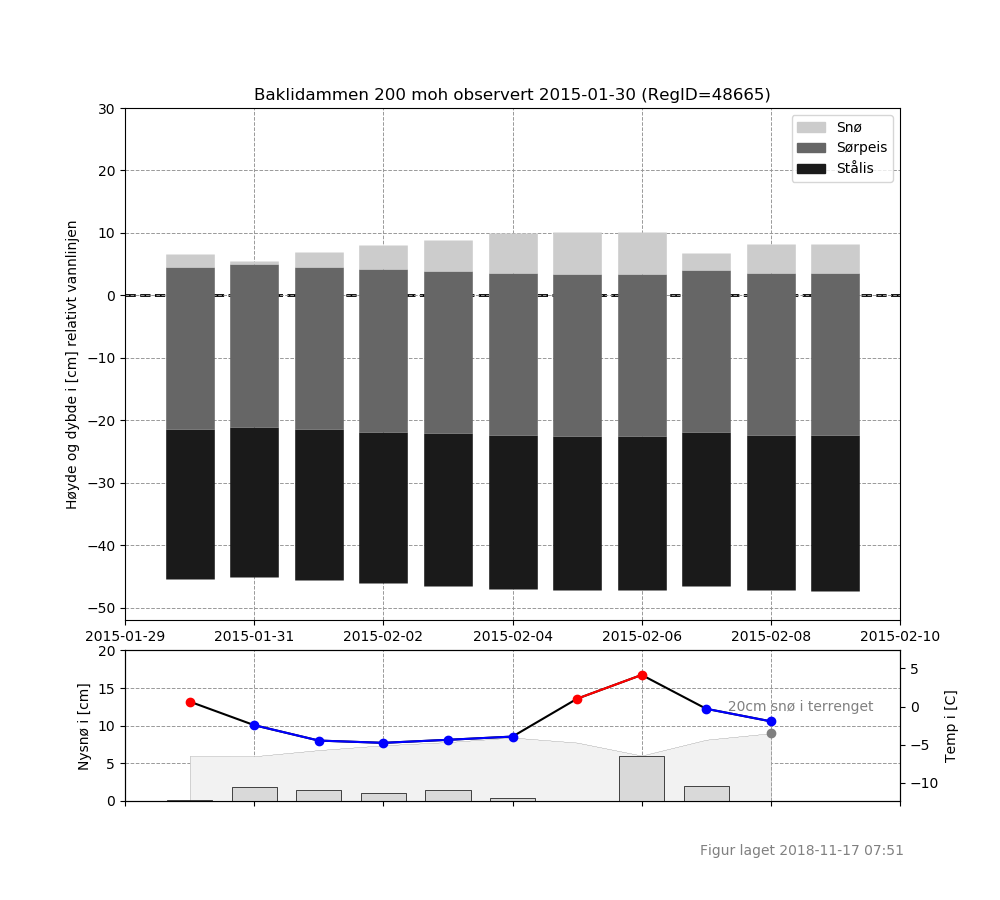 Baklidammen 200 moh observert 2015-01-30 (RegID=48665)
30
20
10
0
−10
−20
−30
−40
−50
Høyde og dybde i [cm] relativt vannlinjen
Snø
Sørpeis
Stålis
2015-01-29 2015-01-31 2015-02-02 2015-02-04 2015-02-06 2015-02-08 2015-02-10
20
15
10
5
0
Nysnø i [cm]
20cm snø i terrenget
5
0
−5
−10
Temp i [C]
Figur laget 2018-11-17 07:51